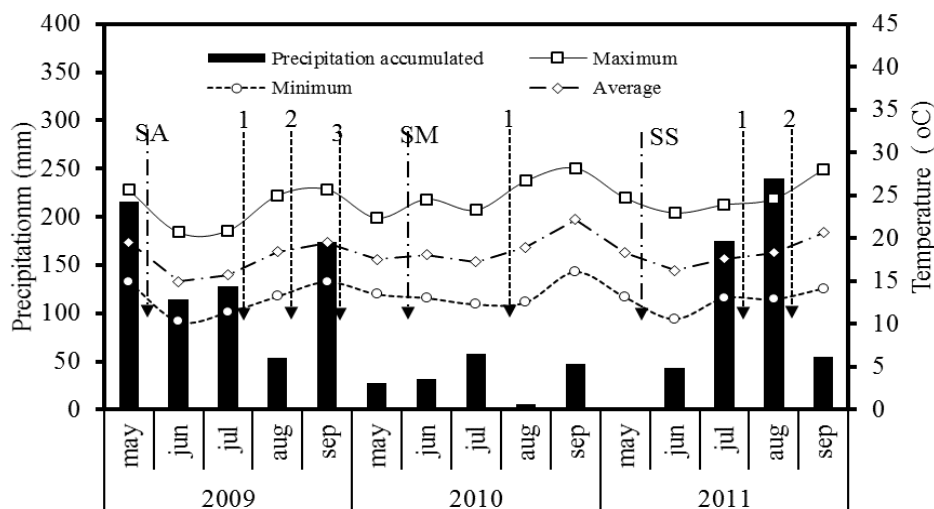 400 45
350 40
300 35
250 30
200 25
150 20
100 15
50 10
0 5
0
Precipitationm (mm)
Temperature ( oC)
Precipitation accumulated Maximum
Minimum Average
SA 1 2 3 SM 1 SS 1 2
may jun jul aug sep may jun jul aug sep may jun jul aug sep
2009 2010 2011